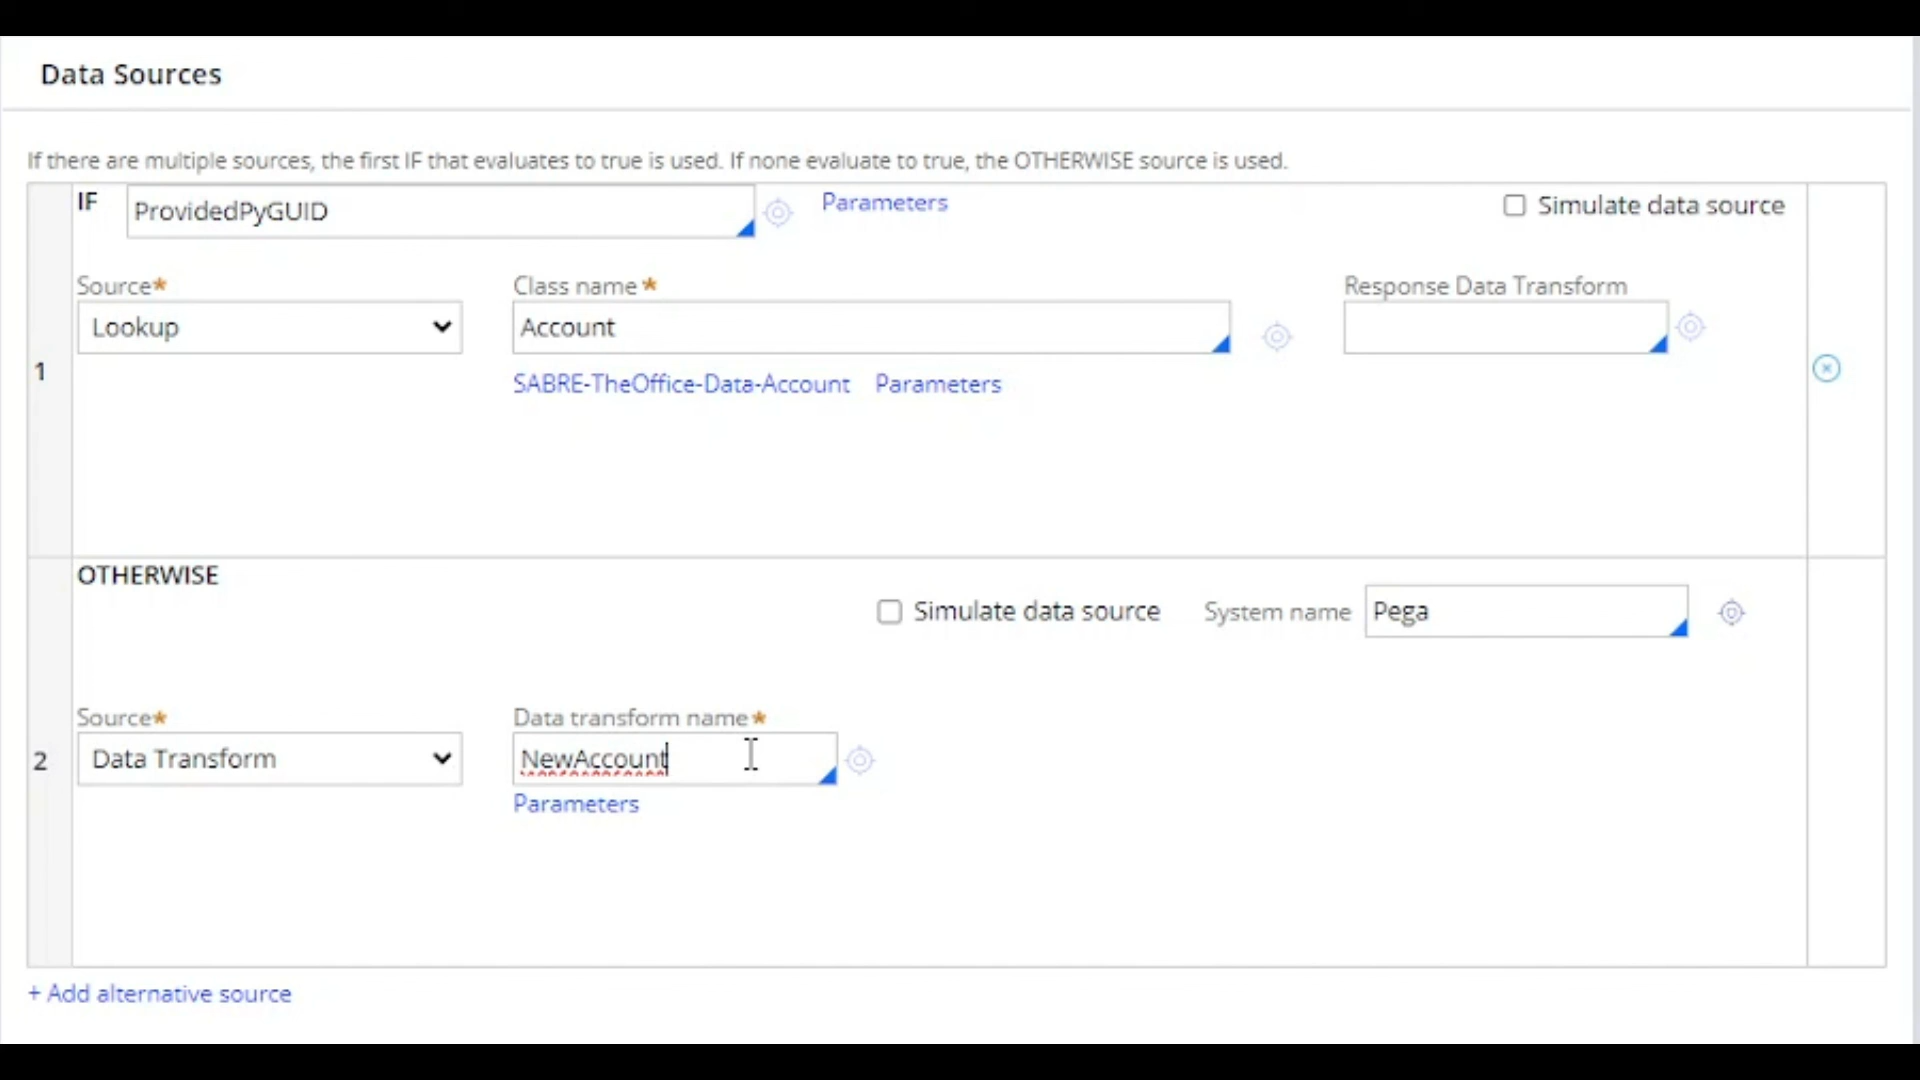 Data Sources
If there are multiple sources, the first IF that evaluates to true is used. If none evaluate to true, the OTHERWISE source is used.
IF ProvidedPyGUID Parameters Simulate data source
Source* Class name* Response Data Transform
1 Lookup Account
SABRE-TheOffice-Data-Account Parameters
OTHERWISE
Simulate data source System name Pega
Source* Data transform name*
2 Data Transform NewAccount
Parameters
+ Add alternative source